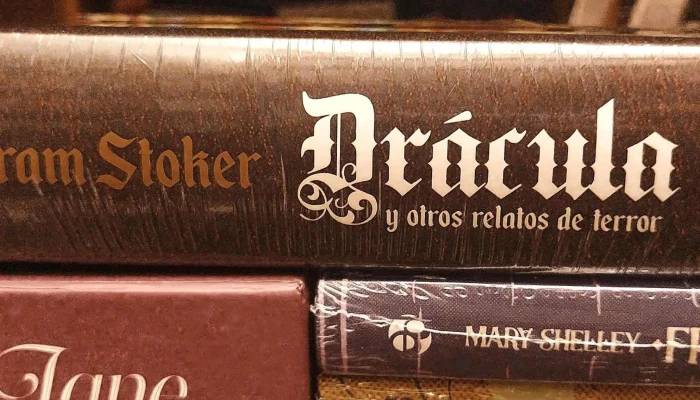 ram Stoker Drácula
y otros relatos de terror
MARY SHELLEY
Jane